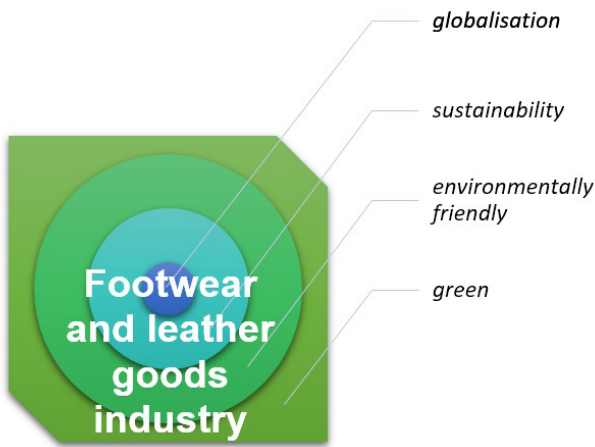 globalisation
sustainability
environmentally
friendly
green
Footwear
and leather
goods
industry